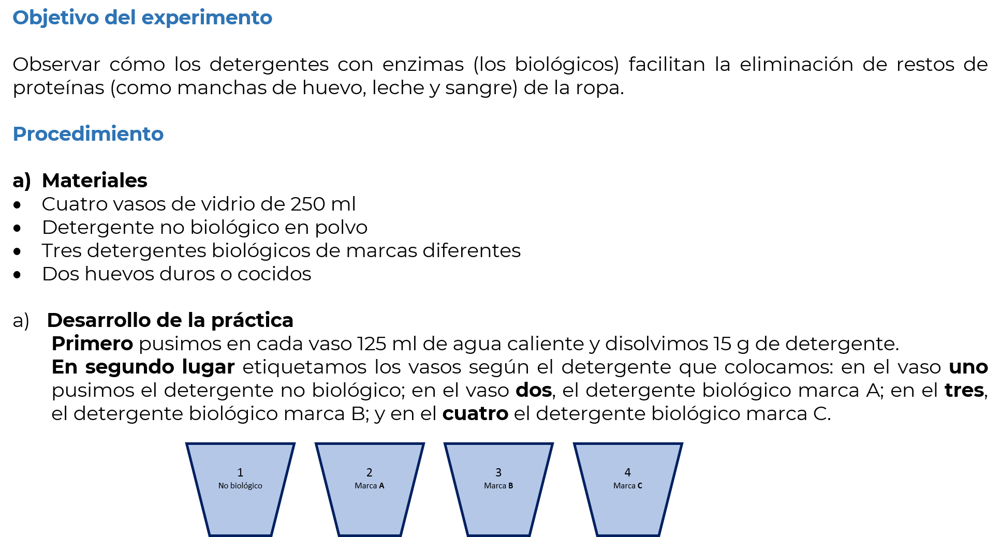 Objetivo del experimento
Observar cómo los detergentes con enzimas (los biológicos) facilitan la eliminación de restos de
proteínas (como manchas de huevo, leche y sangre) de la ropa.
Procedimiento
a) Materiales
• Cuatro vasos de vidrio de 250 ml
• Detergente no biológico en polvo
• Tres detergentes biológicos de marcas diferentes
• Dos huevos duros o cocidos
a) Desarrollo de la práctica
Primero pusimos en cada vaso 125 ml de agua caliente y disolvimos 15 g de detergente.
En segundo lugar etiquetamos los vasos según el detergente que colocamos: en el vaso uno
pusimos el detergente no biológico; en el vaso dos, el detergente biológico marca A; en el tres,
el detergente biológico marca B; y en el cuatro el detergente biológico marca C.
1
No biológico
2
Marca A
3
Marca B
4
Marca C